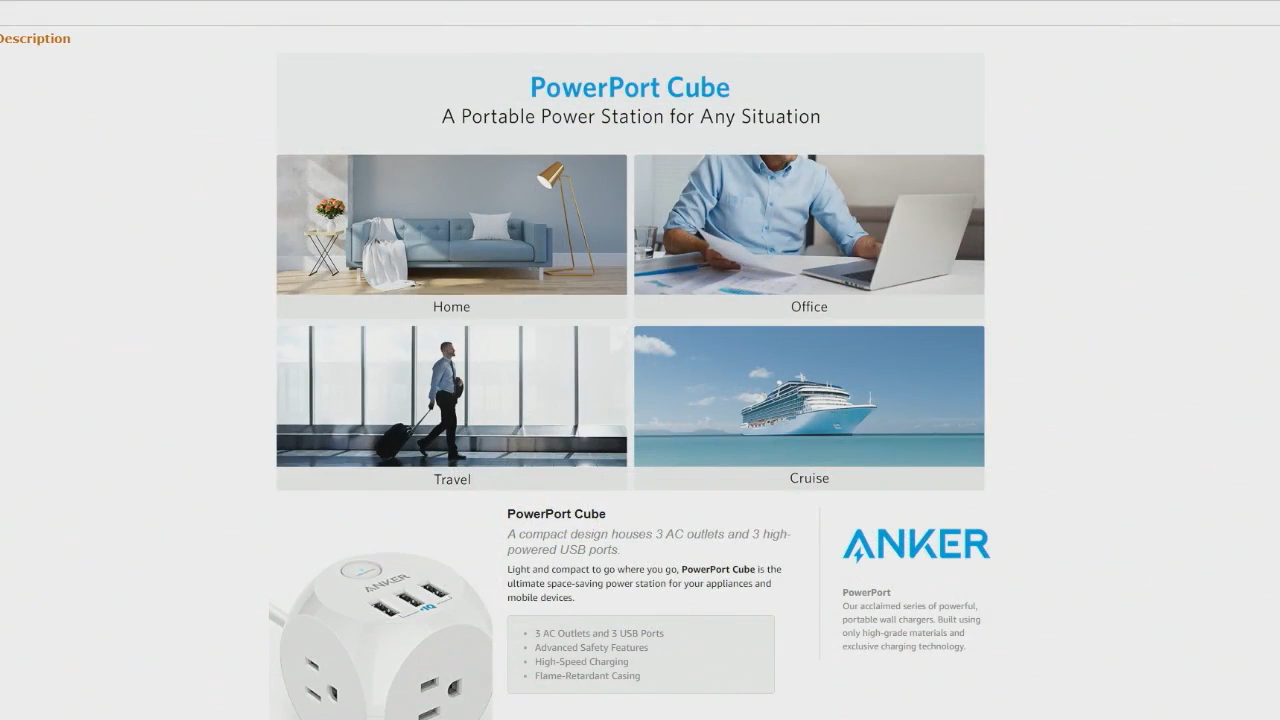 Description
PowerPort Cube
A Portable Power Station for Any Situation
Home
Office
Travel
Cruise
PowerPort Cube
A compact design houses 3 AC outlets and 3 high-
powered USB ports.
Light and compact to go where you go, PowerPort Cube is the
ultimate space-saving power station for your appliances and
mobile devices.
3 AC Outlets and 3 USB Ports
Advanced Safety Features
High-Speed Charging
Flame-Retardant Casing
ANKER
PowerPort
Our acclaimed series of powerful,
portable wall chargers. Built using
only high-grade materials and
exclusive charging technology.
ANKER
IQ